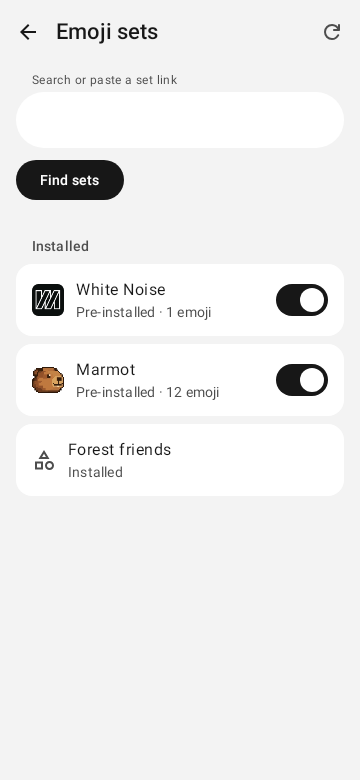 Emoji sets
Search or paste a set link
Find sets
Installed
White Noise
Pre-installed · 1 emoji
Marmot
Pre-installed · 12 emoji
Forest friends
Installed